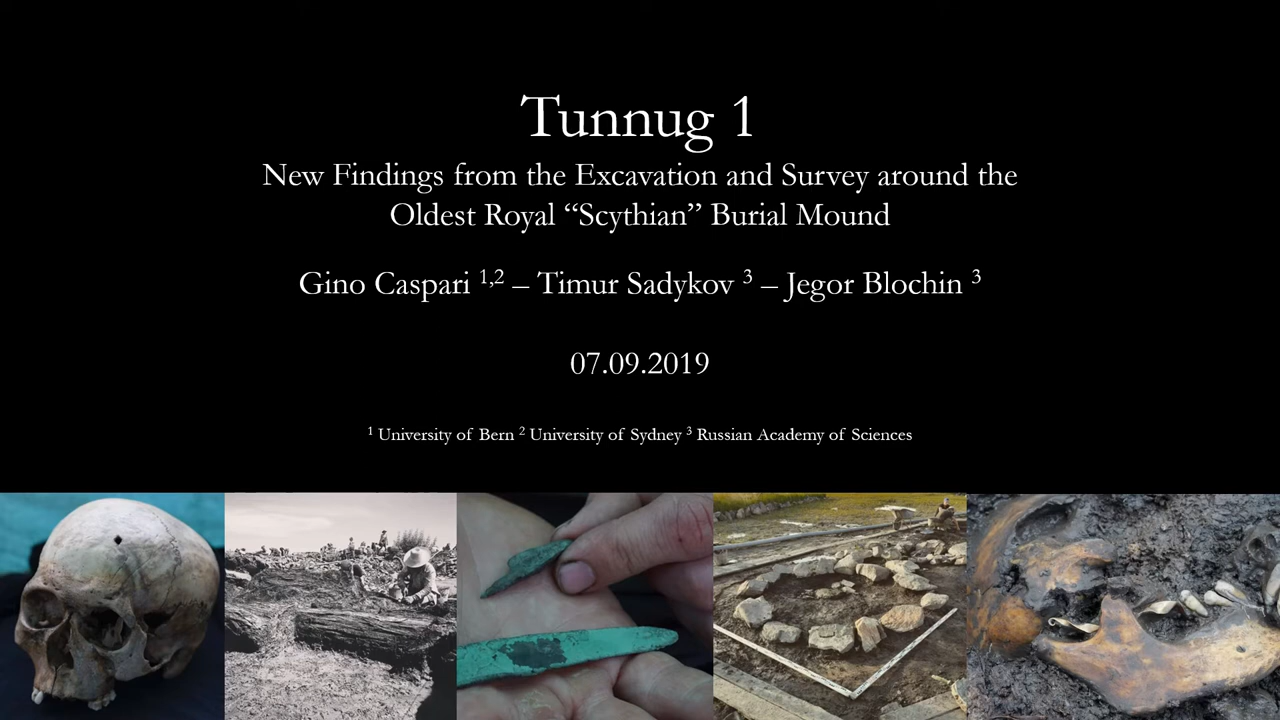 Tunnug 1
New Findings from the Excavation and Survey around the
Oldest Royal “Scythian” Burial Mound
Gino Caspari 1,2 – Timur Sadykov 3 – Jegor Blochin 3
07.09.2019
1 University of Bern 2 University of Sydney 3 Russian Academy of Sciences